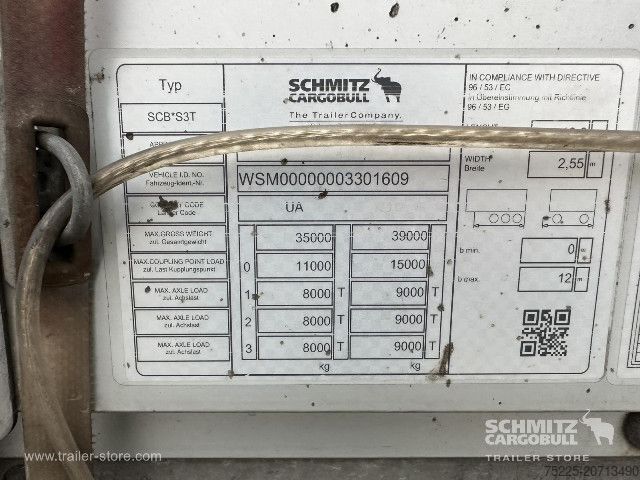 Typ
SCB*S3T
SCHMITZ
CARGOBULL
The Trailer Company.
IN COMPLIANCE WITH DIRECTIVE
96 / 53 / EC
in Übereinstimmung mit Richtlinie
96 / 53 / EG
WIDTH
Breite
2,55 m
VEHICLE I.D. NO.
Fahrzeug-Ident.-Nr.
WSM00000003301609
CODE
Code
UA
MAX.GROSS WEIGHT
zul. Gesamtgewicht
35000 39000
MAX.COUPLING POINT LOAD
zul. Last Kupplungspunkt
0 11000 15000
MAX. AXLE LOAD
zul. Achslast
1 8000 T 9000 T
MAX. AXLE LOAD
zul. Achslast
2 8000 T 9000 T
MAX. AXLE LOAD
zul. Achslast
3 8000 T 9000 T
kg kg
b min. 0 m
b max. 12 m
www.trailer-store.com
SCHMITZ
CARGOBULL
75225-20713490